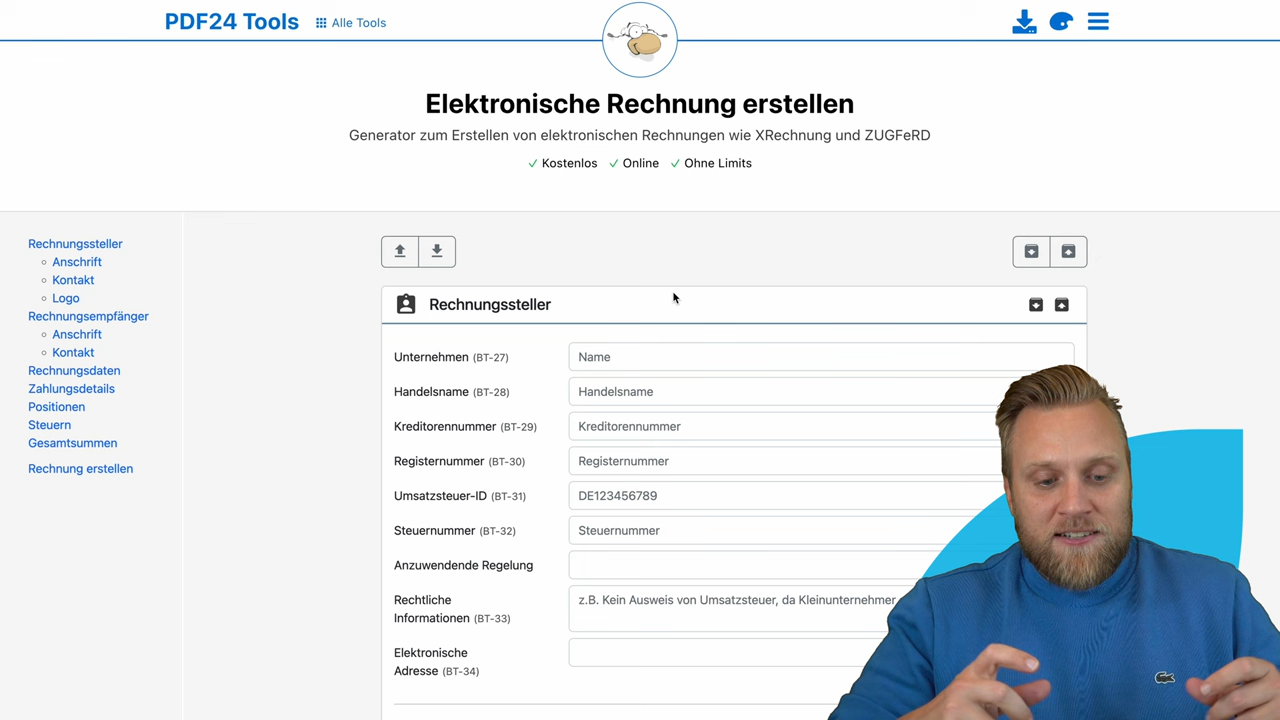 PDF24 Tools
Alle Tools
Elektronische Rechnung erstellen
Generator zum Erstellen von elektronischen Rechnungen wie XRechnung und ZUGFeRD
✓ Kostenlos ✓ Online ✓ Ohne Limits
Rechnungssteller
Anschrift
Kontakt
Logo
Rechnungsempfänger
Anschrift
Kontakt
Rechnungsdaten
Zahlungsdetails
Positionen
Steuern
Gesamtsummen
Rechnung erstellen
Rechnungssteller
Unternehmen (BT-27) Name
Handelsname (BT-28) Handelsname
Kreditorennummer (BT-29) Kreditorennummer
Registernummer (BT-30) Registernummer
Umsatzsteuer-ID (BT-31) DE123456789
Steuernummer (BT-32) Steuernummer
Anzuwendende Regelung
Rechtliche
Informationen (BT-33)
z.B. Kein Ausweis von Umsatzsteuer, da Kleinunternehmer
Elektronische
Adresse (BT-34)